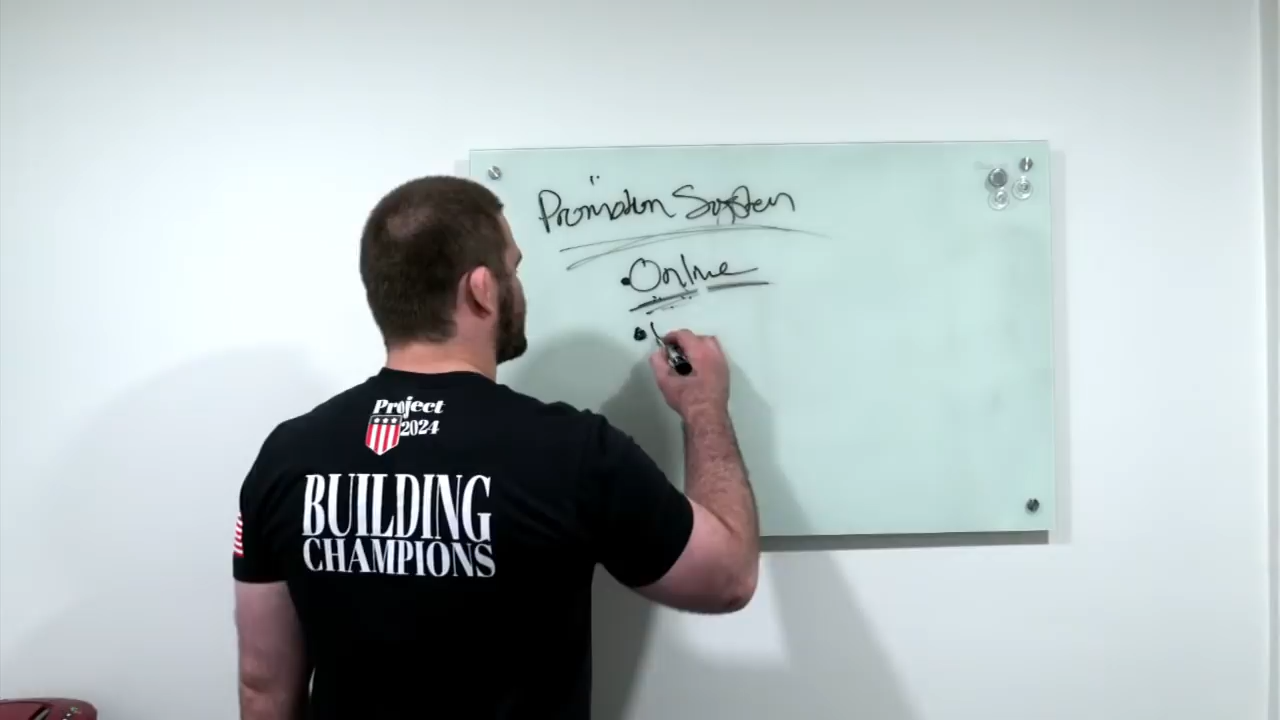 Promotion System
• Online
•
Project
2024
BUILDING
CHAMPIONS